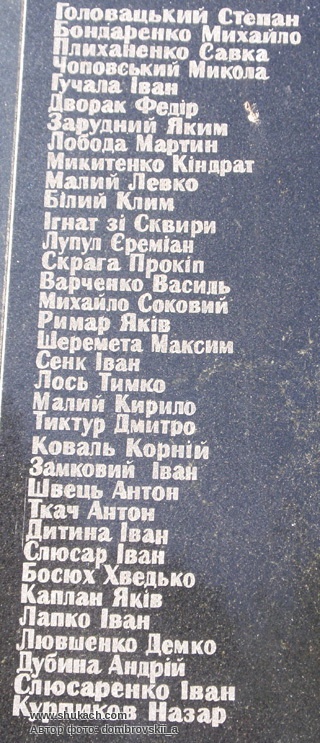 Головацький Степан
Бондаренко Михайло
Плиханенко Савка
Чоповський Микола
Гучала Іван
Дворак Федір
Зарудний Яким
Лобода Мартин
Микитенко Кіндрат
Малий Левко
Білий Клим
Ігнат зі Сквири
Лупул Єреміан
Скрага Прокіп
Варченко Василь
Михайло Соковий
Римар Яків
Шеремета Максим
Сенк Іван
Лось Тимко
Малий Кирило
Тиктур Дмитро
Коваль Корній
Замковий Іван
Швець Антон
Ткач Антон
Дитина Іван
Слюсар Іван
Босюх Хведько
Каплан Яків
Лапко Іван
Лювшенко Демко
Дубина Андрій
Слюсаренко Іван
Назар
www.shukach.com
Автор фото: dombrovskii_a